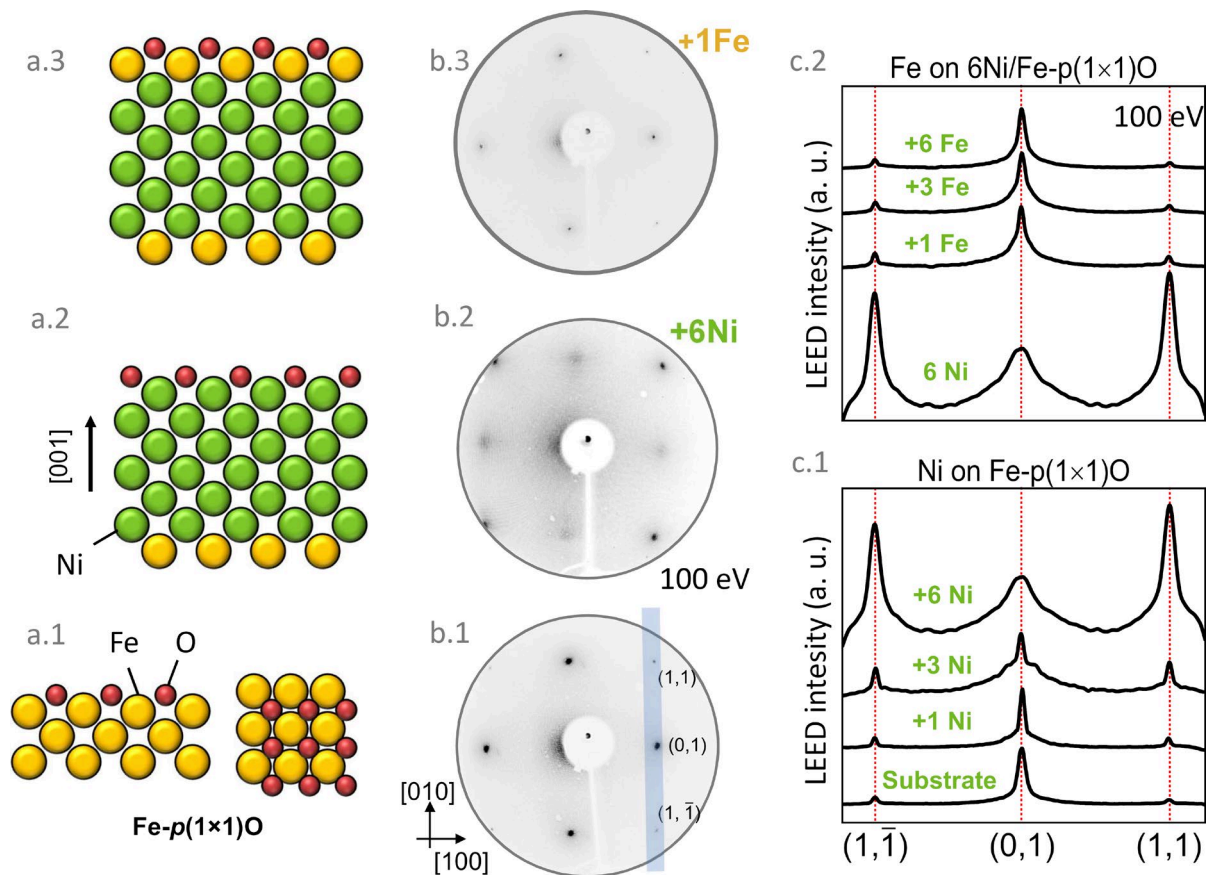 a.3
b.3
+1Fe
c.2
Fe on 6Ni/Fe-p(1×1)O
100 eV
+6 Fe
+3 Fe
+1 Fe
6 Ni
LEED intesity (a. u.)
a.2
[001]
Ni
b.2
+6Ni
100 eV
c.1
Ni on Fe-p(1×1)O
+6 Ni
+3 Ni
+1 Ni
Substrate
LEED intesity (a. u.)
(1,1̄)
(0,1)
(1,1)
a.1
Fe
O
Fe-p(1×1)O
b.1
(1,1)
(0,1)
(1,1̄)
[010]
[100]